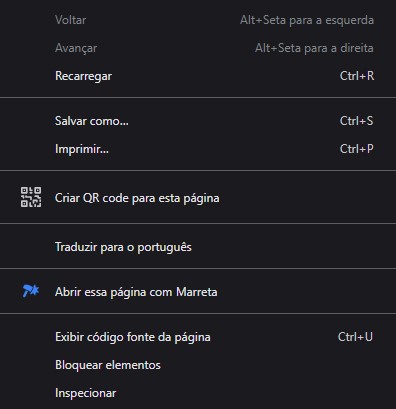 Voltar Alt+Seta para a esquerda
Avançar Alt+Seta para a direita
Recarregar Ctrl+R
Salvar como... Ctrl+S
Imprimir... Ctrl+P
Criar QR code para esta página
Traduzir para o português
Abrir essa página com Marreta
Exibir código fonte da página Ctrl+U
Bloquear elementos
Inspecionar